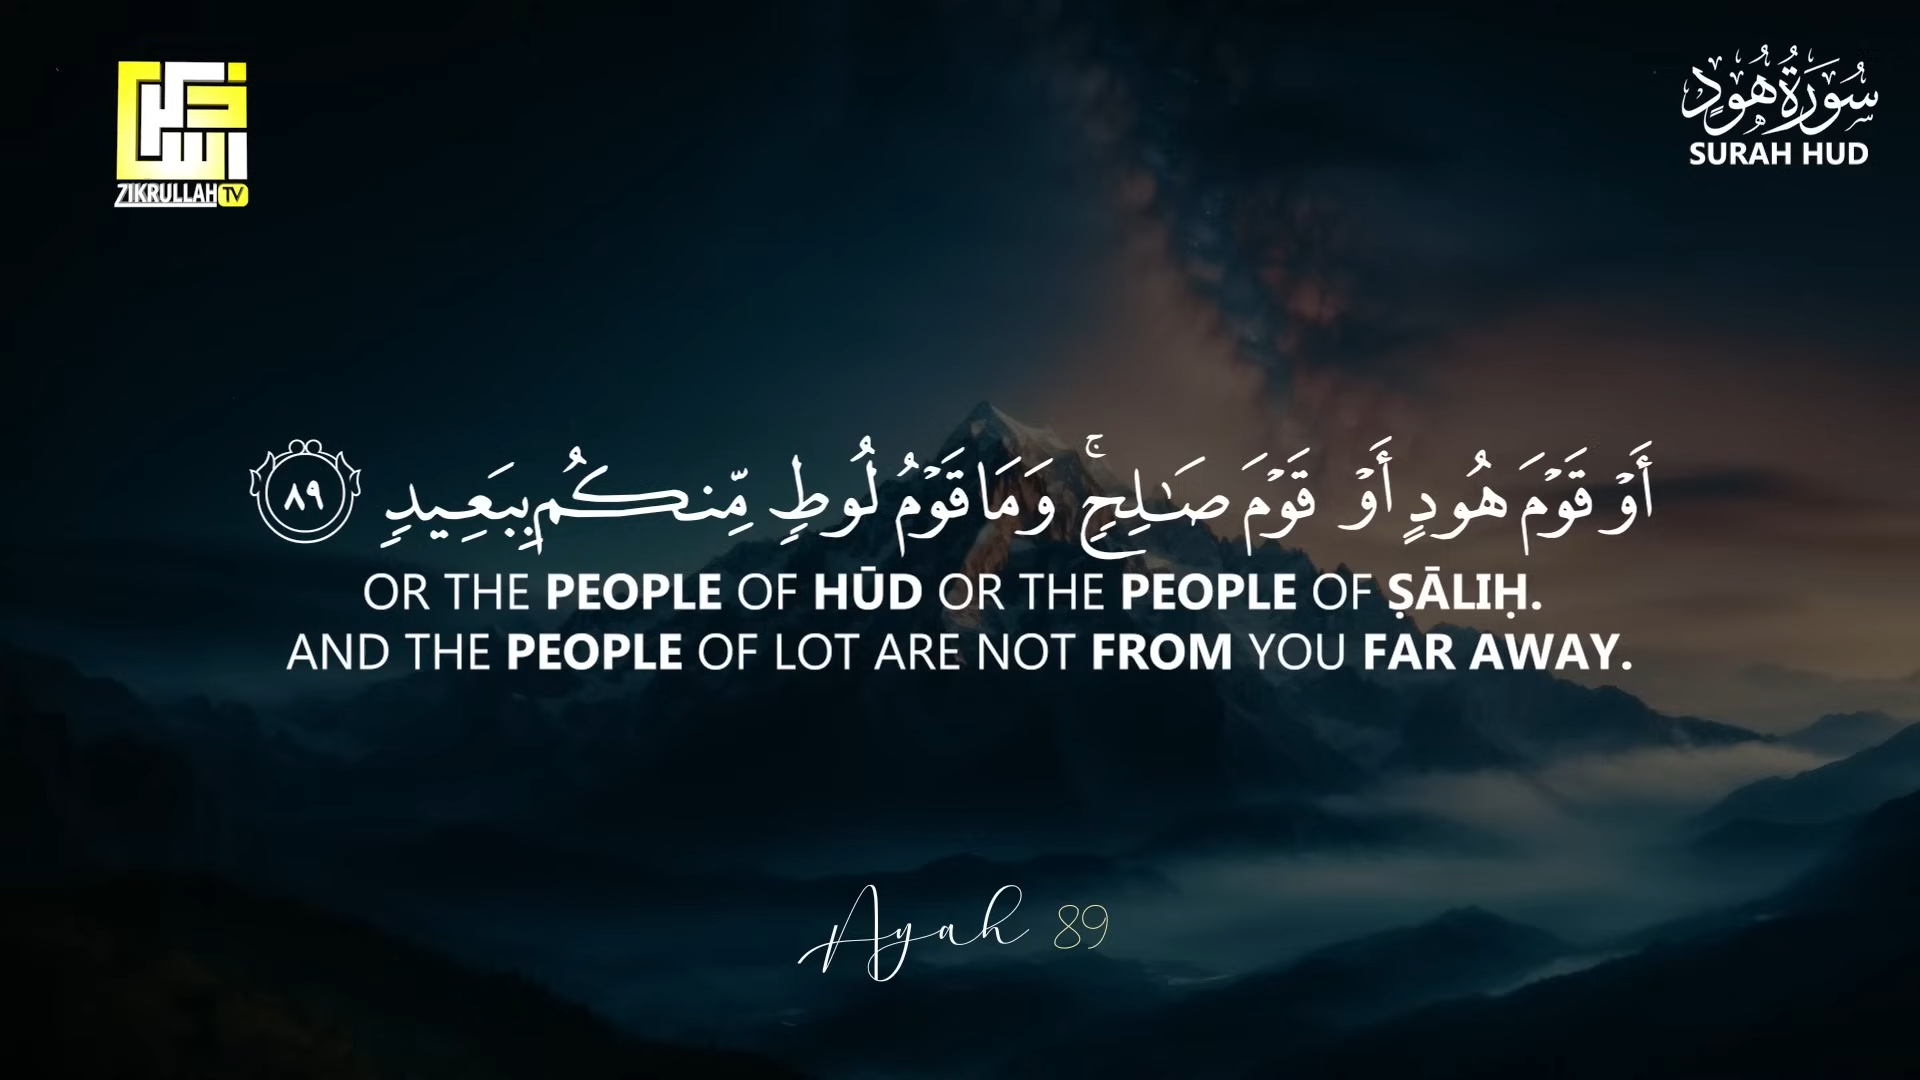 ZIKRULLAH TV
سُورَةُ هُودٍ
SURAH HUD
أَوۡ قَوۡمَ هُودٍ أَوۡ قَوۡمَ صَٰلِحٖۚ وَمَا قَوۡمُ لُوطٖ مِّنكُم بِبَعِيدٖ ٨٩
OR THE PEOPLE OF HŪD OR THE PEOPLE OF ṢĀLIḤ.
AND THE PEOPLE OF LOT ARE NOT FROM YOU FAR AWAY.
Ayah 89